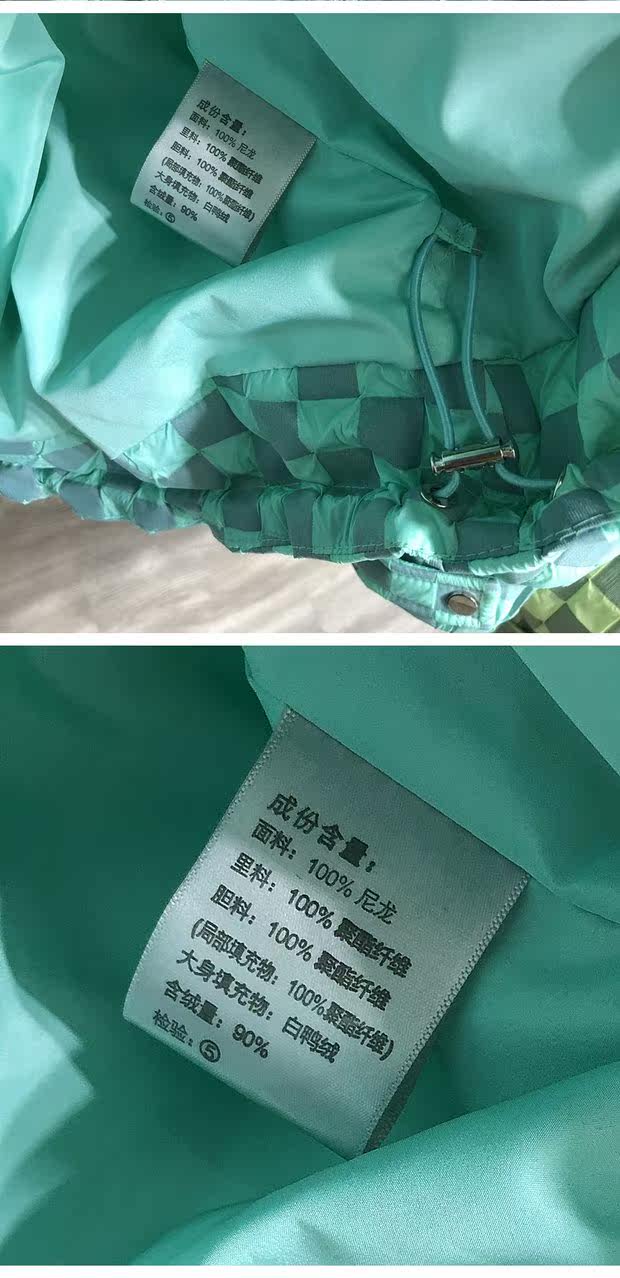 成份含量：
面料：100% 尼龙
里料：100% 聚酯纤维
胆料：100% 聚酯纤维
(局部填充物：100%聚酯纤维)
大身填充物：白鸭绒
含绒量：90%
检验：⑤
成份含量：
面料：100% 尼龙
里料：100% 聚酯纤维
胆料：100% 聚酯纤维
(局部填充物：100%聚酯纤维)
大身填充物：白鸭绒
含绒量：90%
检验：⑤